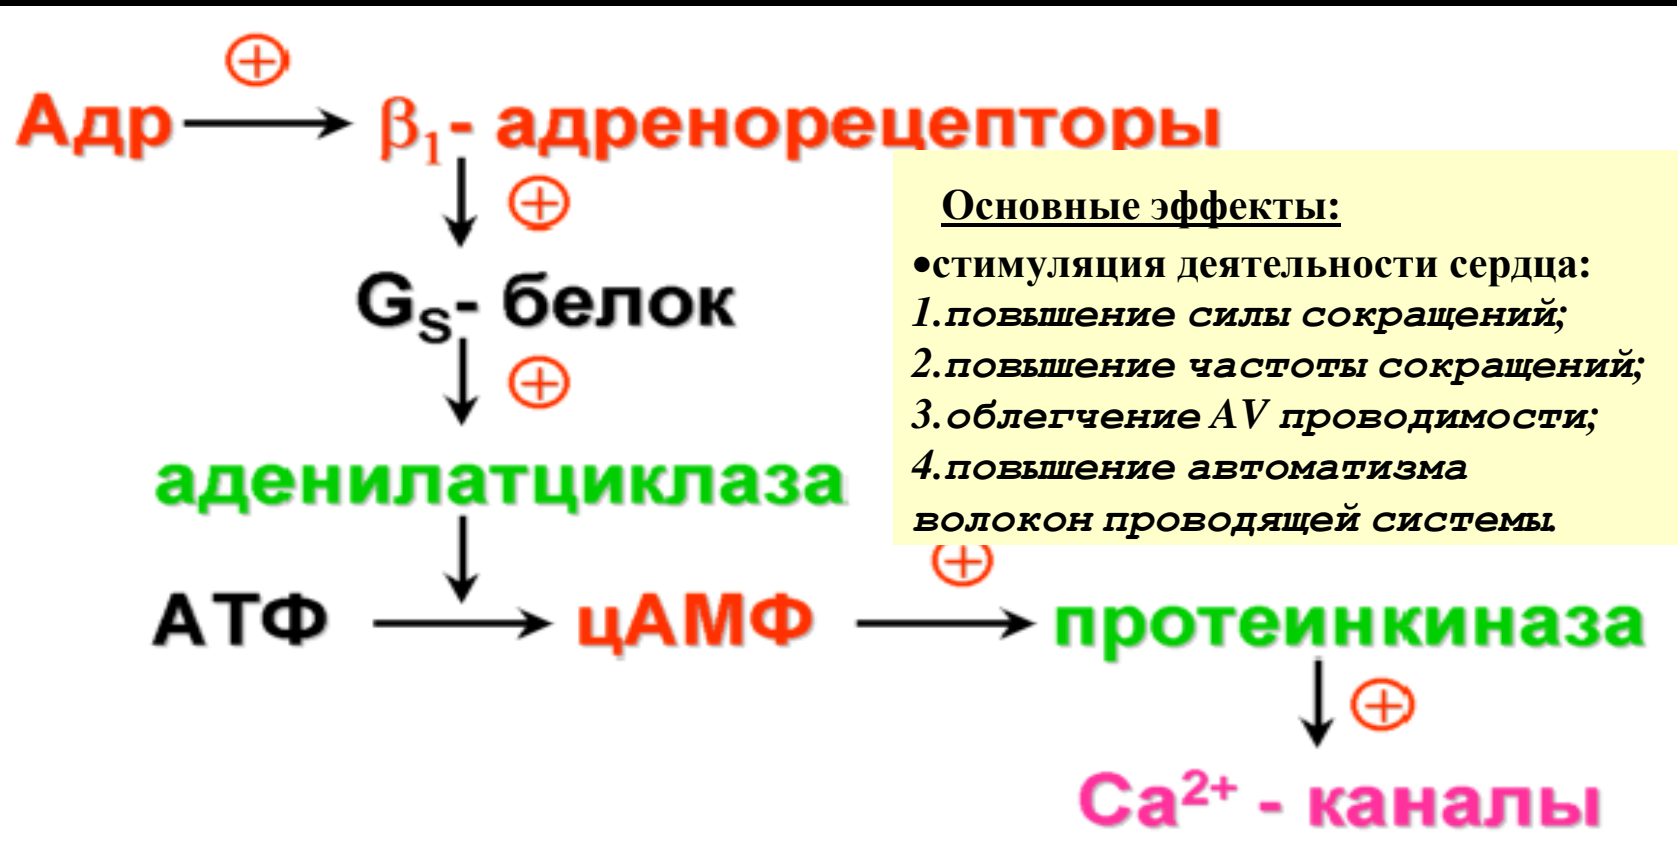 Адр → β₁- адренорецепторы
Основные эффекты:
•стимуляция деятельности сердца:
1.повышение силы сокращений;
2.повышение частоты сокращений;
3.облегчение AV проводимости;
4.повышение автоматизма
волокон проводящей системы.
Gₛ- белок
аденилатциклаза
АТФ → цАМФ → протеинкиназа
Ca²⁺ - каналы